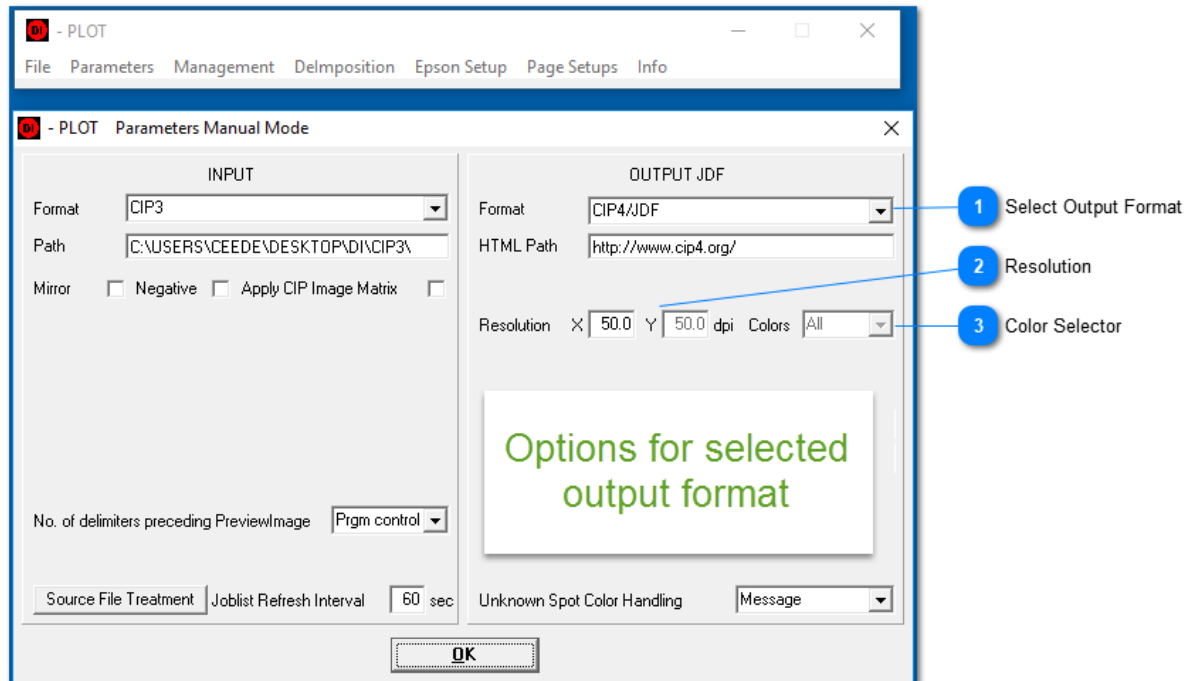 DI - PLOT
File Parameters Management DeImposition Epson Setup Page Setups Info
DI - PLOT Parameters Manual Mode
INPUT
Format CIP3
Path C:\USERS\CEEDE\DESKTOP\DI\CIP3\
Mirror Negative Apply CIP Image Matrix
No. of delimiters preceding PreviewImage Prgm control
Source File Treatment Joblist Refresh Interval 60 sec
OUTPUT JDF
Format CIP4/JDF
HTML Path http://www.cip4.org/
Resolution X 50.0 Y 50.0 dpi Colors All
Options for selected
output format
Unknown Spot Color Handling Message
OK
1 Select Output Format
2 Resolution
3 Color Selector